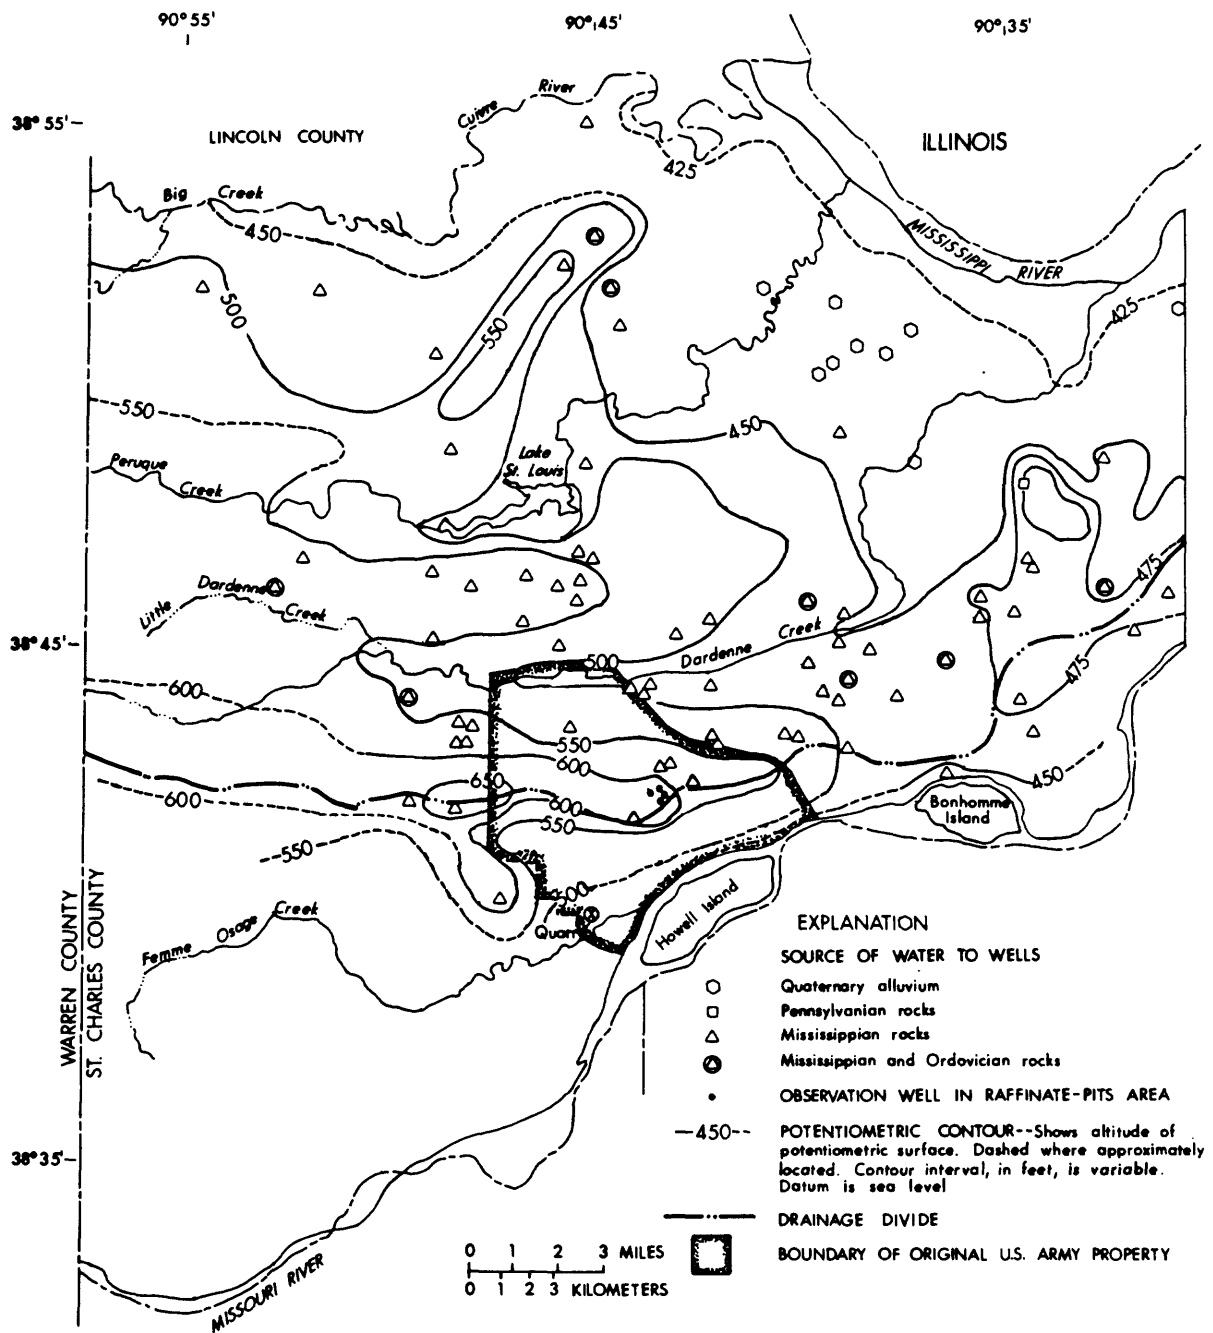 90°55'
90°45'
90°35'
38°55'
LINCOLN COUNTY
Cuivre River
ILLINOIS
425
Big Creek
450
MISSISSIPPI RIVER
500
550
425
550
450
Lake
St. Louis
Peruque
Creek
475
Little Dardenne Creek
38°45'
Dardenne Creek
500
475
600
550
600
650
450
600
600
550
Bonhomme
Island
550
500
Quarry
Howell Island
Femme Osage Creek
WARREN COUNTY
ST. CHARLES COUNTY
EXPLANATION
SOURCE OF WATER TO WELLS
Quaternary alluvium
Pennsylvanian rocks
Mississippian rocks
Mississippian and Ordovician rocks
OBSERVATION WELL IN RAFFINATE-PITS AREA
—450-- POTENTIOMETRIC CONTOUR--Shows altitude of
potentiometric surface. Dashed where approximately
located. Contour interval, in feet, is variable.
Datum is sea level
38°35'
DRAINAGE DIVIDE
BOUNDARY OF ORIGINAL U.S. ARMY PROPERTY
0 1 2 3 MILES
0 1 2 3 KILOMETERS
MISSOURI RIVER